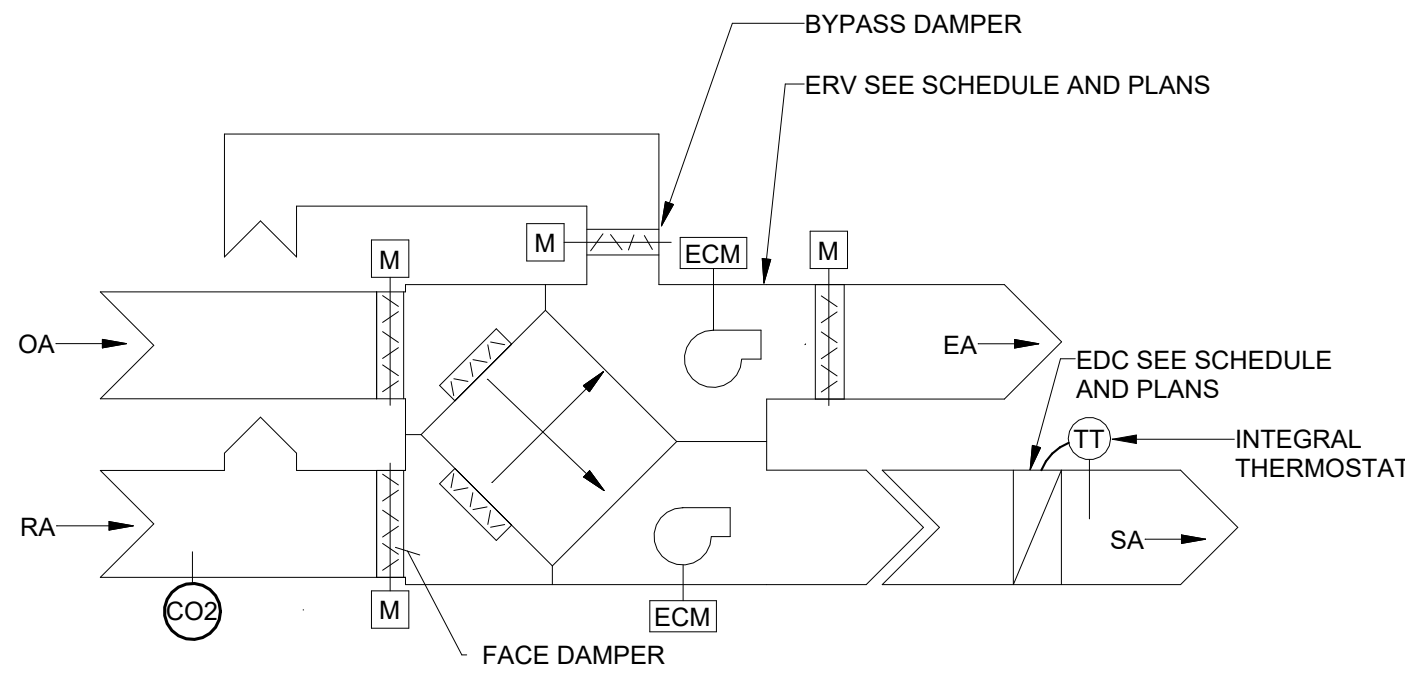 BYPASS DAMPER
ERV SEE SCHEDULE AND PLANS
M
ECM
M
M
OA
EA
EDC SEE SCHEDULE
AND PLANS
TT
INTEGRAL
THERMOSTAT
RA
SA
CO2
M
ECM
FACE DAMPER